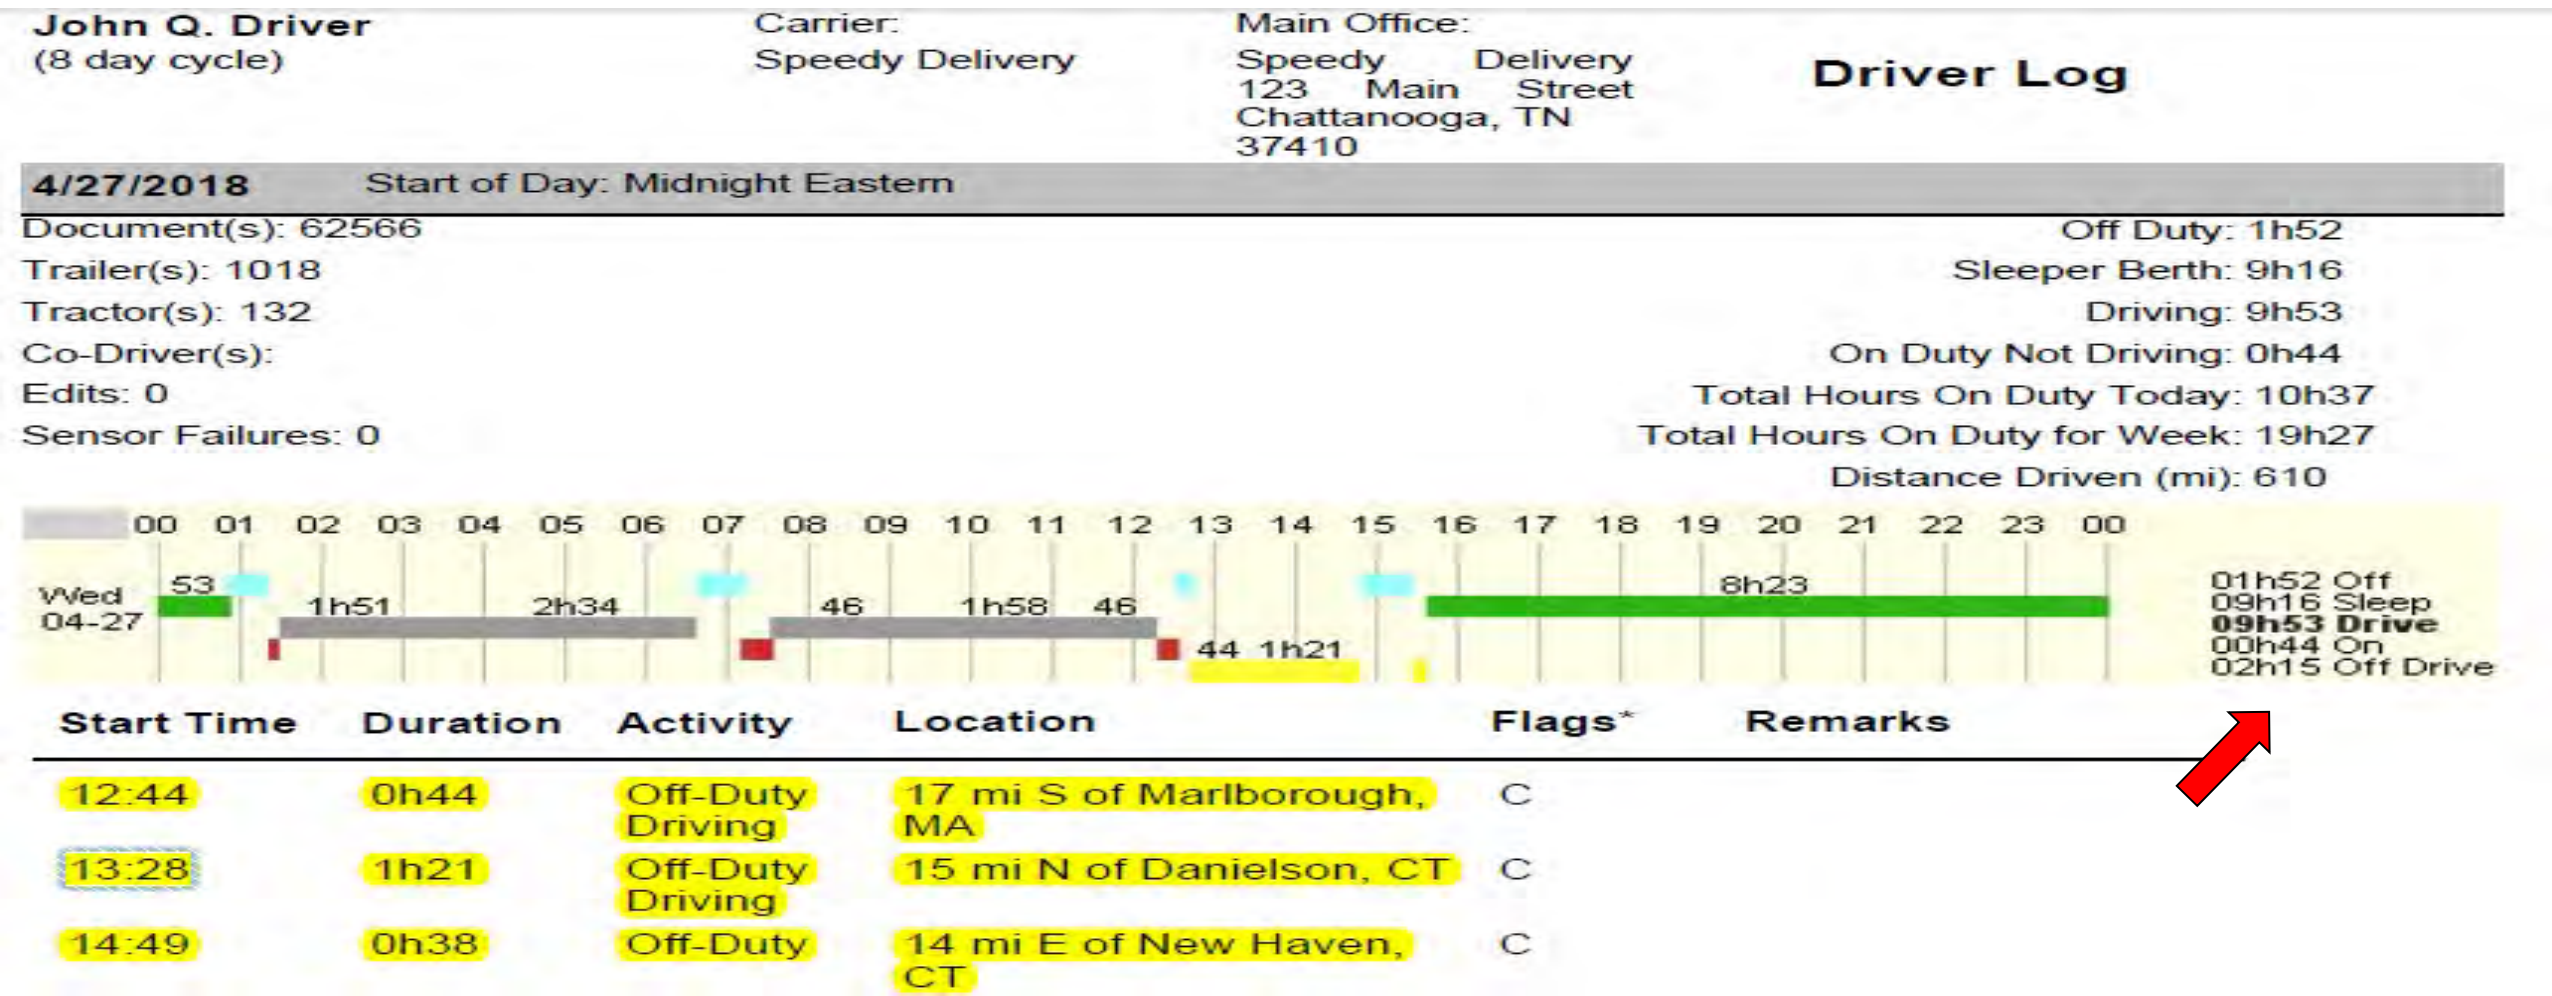 John Q. Driver
(8 day cycle)
Carrier:
Speedy Delivery
Main Office:
Speedy Delivery
123 Main Street
Chattanooga, TN
37410
Driver Log
4/27/2018 Start of Day: Midnight Eastern
Document(s): 62566
Trailer(s): 1018
Tractor(s): 132
Co-Driver(s):
Edits: 0
Sensor Failures: 0
Off Duty: 1h52
Sleeper Berth: 9h16
Driving: 9h53
On Duty Not Driving: 0h44
Total Hours On Duty Today: 10h37
Total Hours On Duty for Week: 19h27
Distance Driven (mi): 610
00 01 02 03 04 05 06 07 08 09 10 11 12 13 14 15 16 17 18 19 20 21 22 23 00
Wed
04-27
53 8h23
1h51 2h34 46 1h58 46
44 1h21
01h52 Off
09h16 Sleep
09h53 Drive
00h44 On
02h15 Off Drive
Start Time Duration Activity Location Flags* Remarks
12:44 0h44 Off-Duty 17 mi S of Marlborough, C
Driving MA
13:28 1h21 Off-Duty 15 mi N of Danielson, CT C
Driving
14:49 0h38 Off-Duty 14 mi E of New Haven, C
CT